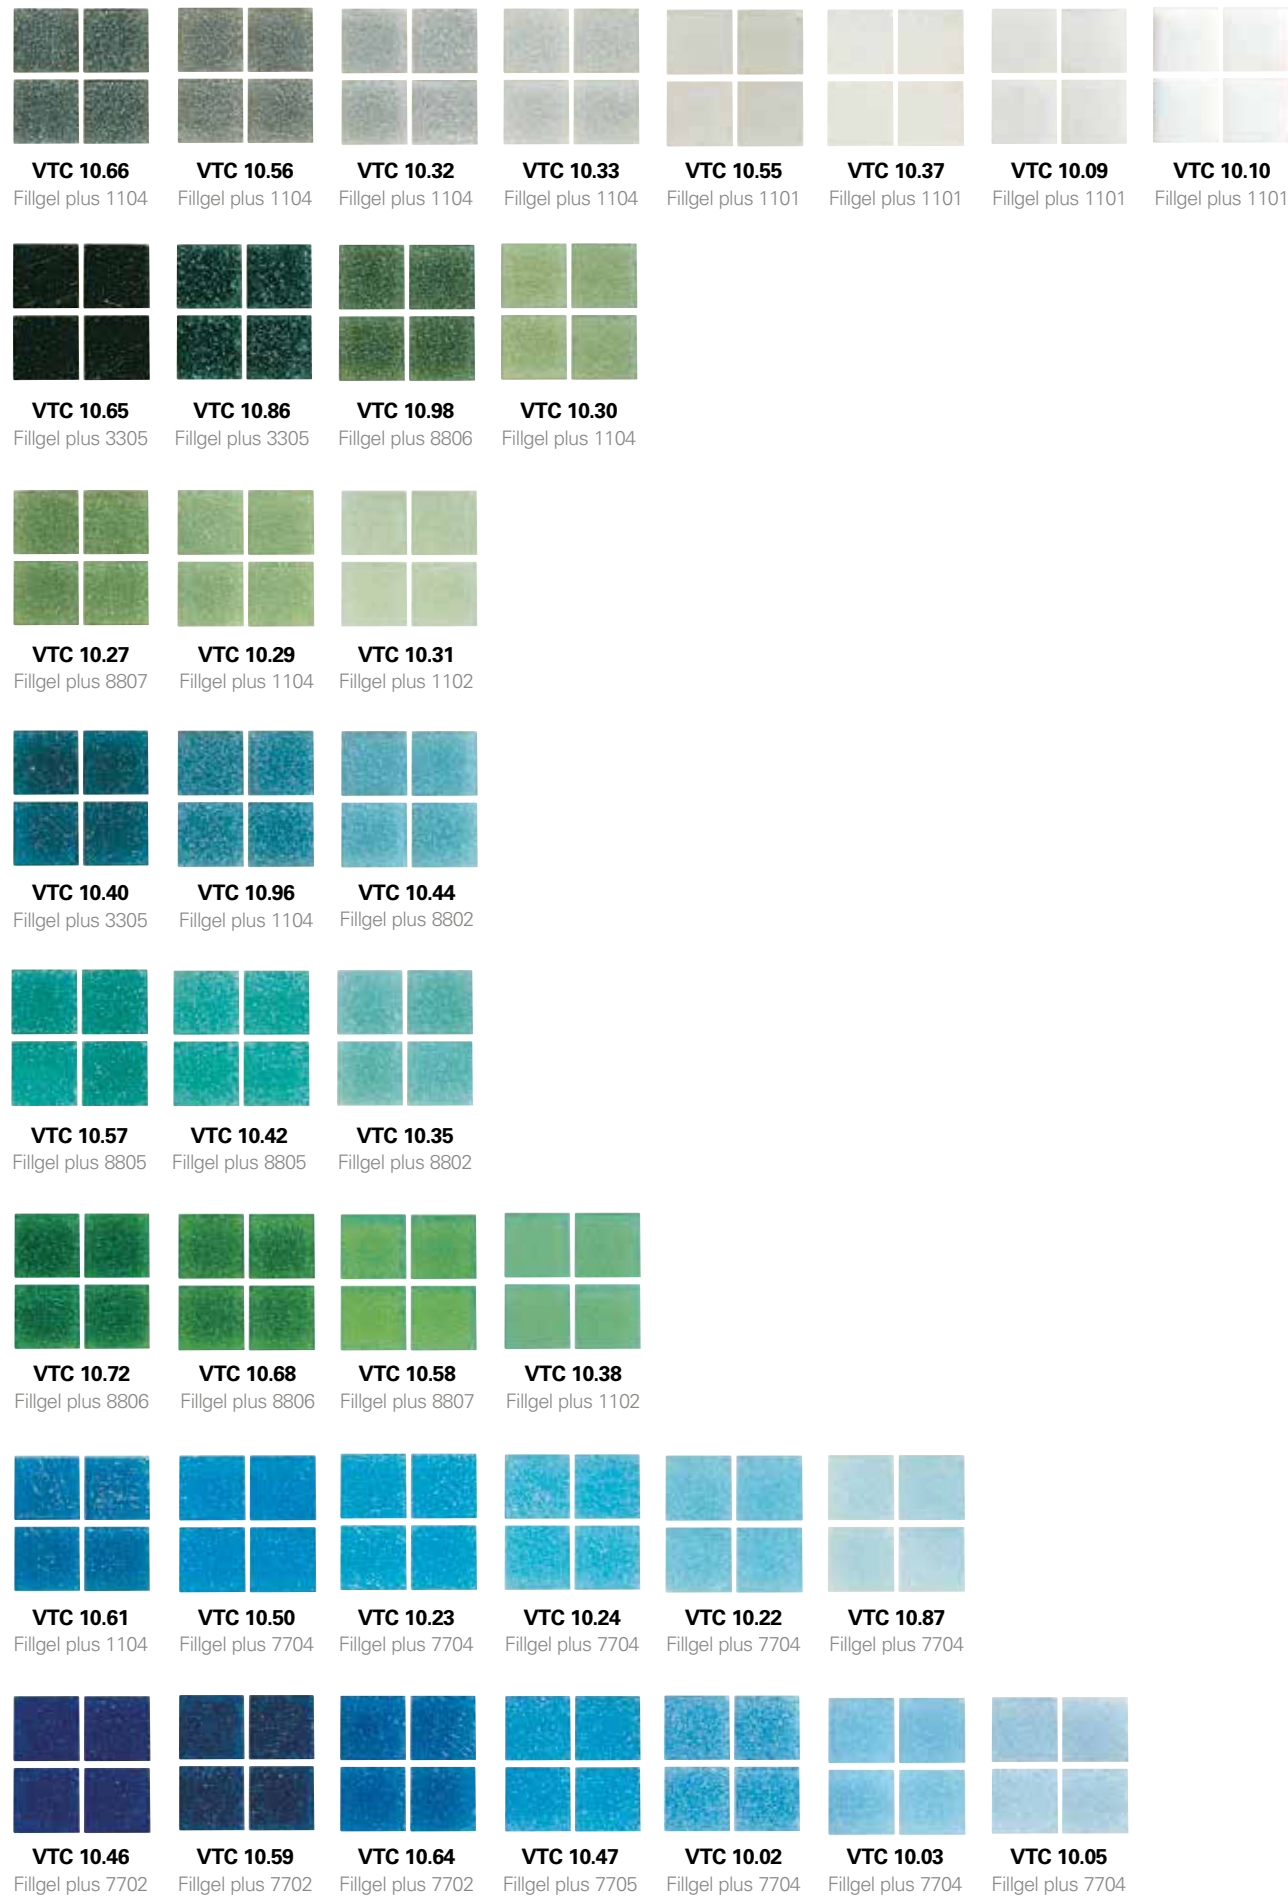 VTC 10.66 VTC 10.56 VTC 10.32 VTC 10.33 VTC 10.55 VTC 10.37 VTC 10.09 VTC 10.10
Fillgel plus 1104 Fillgel plus 1104 Fillgel plus 1104 Fillgel plus 1104 Fillgel plus 1101 Fillgel plus 1101 Fillgel plus 1101 Fillgel plus 1101
VTC 10.65 VTC 10.86 VTC 10.98 VTC 10.30
Fillgel plus 3305 Fillgel plus 3305 Fillgel plus 8806 Fillgel plus 1104
VTC 10.27 VTC 10.29 VTC 10.31
Fillgel plus 8807 Fillgel plus 1104 Fillgel plus 1102
VTC 10.40 VTC 10.96 VTC 10.44
Fillgel plus 3305 Fillgel plus 1104 Fillgel plus 8802
VTC 10.57 VTC 10.42 VTC 10.35
Fillgel plus 8805 Fillgel plus 8805 Fillgel plus 8802
VTC 10.72 VTC 10.68 VTC 10.58 VTC 10.38
Fillgel plus 8806 Fillgel plus 8806 Fillgel plus 8807 Fillgel plus 1102
VTC 10.61 VTC 10.50 VTC 10.23 VTC 10.24 VTC 10.22 VTC 10.87
Fillgel plus 1104 Fillgel plus 7704 Fillgel plus 7704 Fillgel plus 7704 Fillgel plus 7704 Fillgel plus 7704
VTC 10.46 VTC 10.59 VTC 10.64 VTC 10.47 VTC 10.02 VTC 10.03 VTC 10.05
Fillgel plus 7702 Fillgel plus 7702 Fillgel plus 7702 Fillgel plus 7705 Fillgel plus 7704 Fillgel plus 7704 Fillgel plus 7704